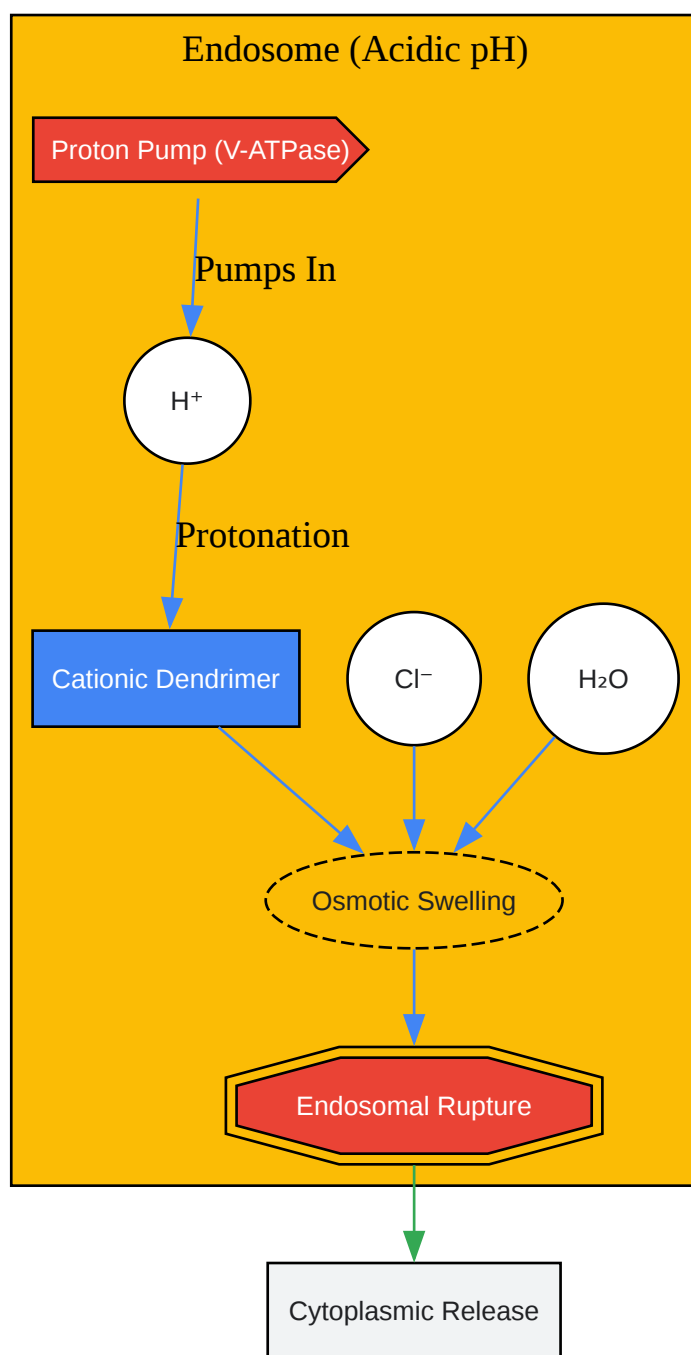 Endosome (Acidic pH)
Proton Pump (V-ATPase)
Pumps In
H⁺
Protonation
Cationic Dendrimer
Cl⁻
H₂O
Osmotic Swelling
Endosomal Rupture
Cytoplasmic Release